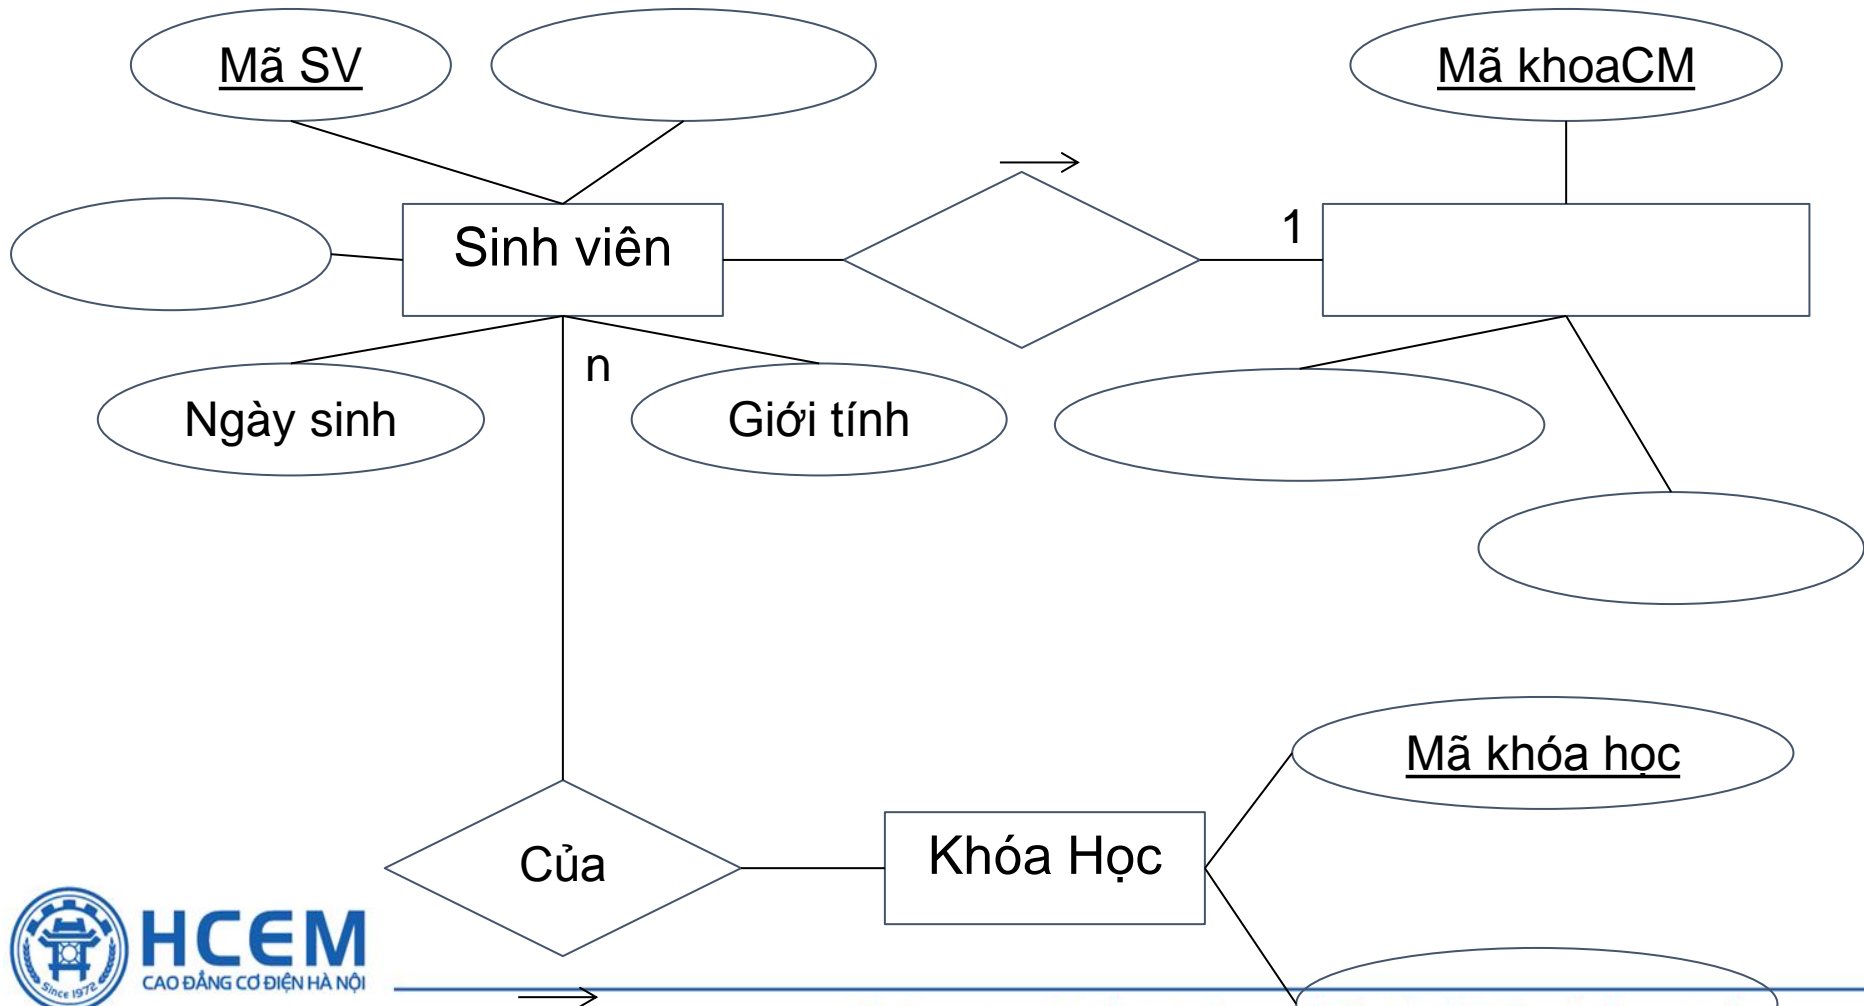 Mã SV
Mã khoaCM
Sinh viên
1
n
Ngày sinh
Giới tính
Mã khóa học
Của
Khóa Học
HCEM
CAO ĐẲNG CƠ ĐIỆN HÀ NỘI
Since 1972